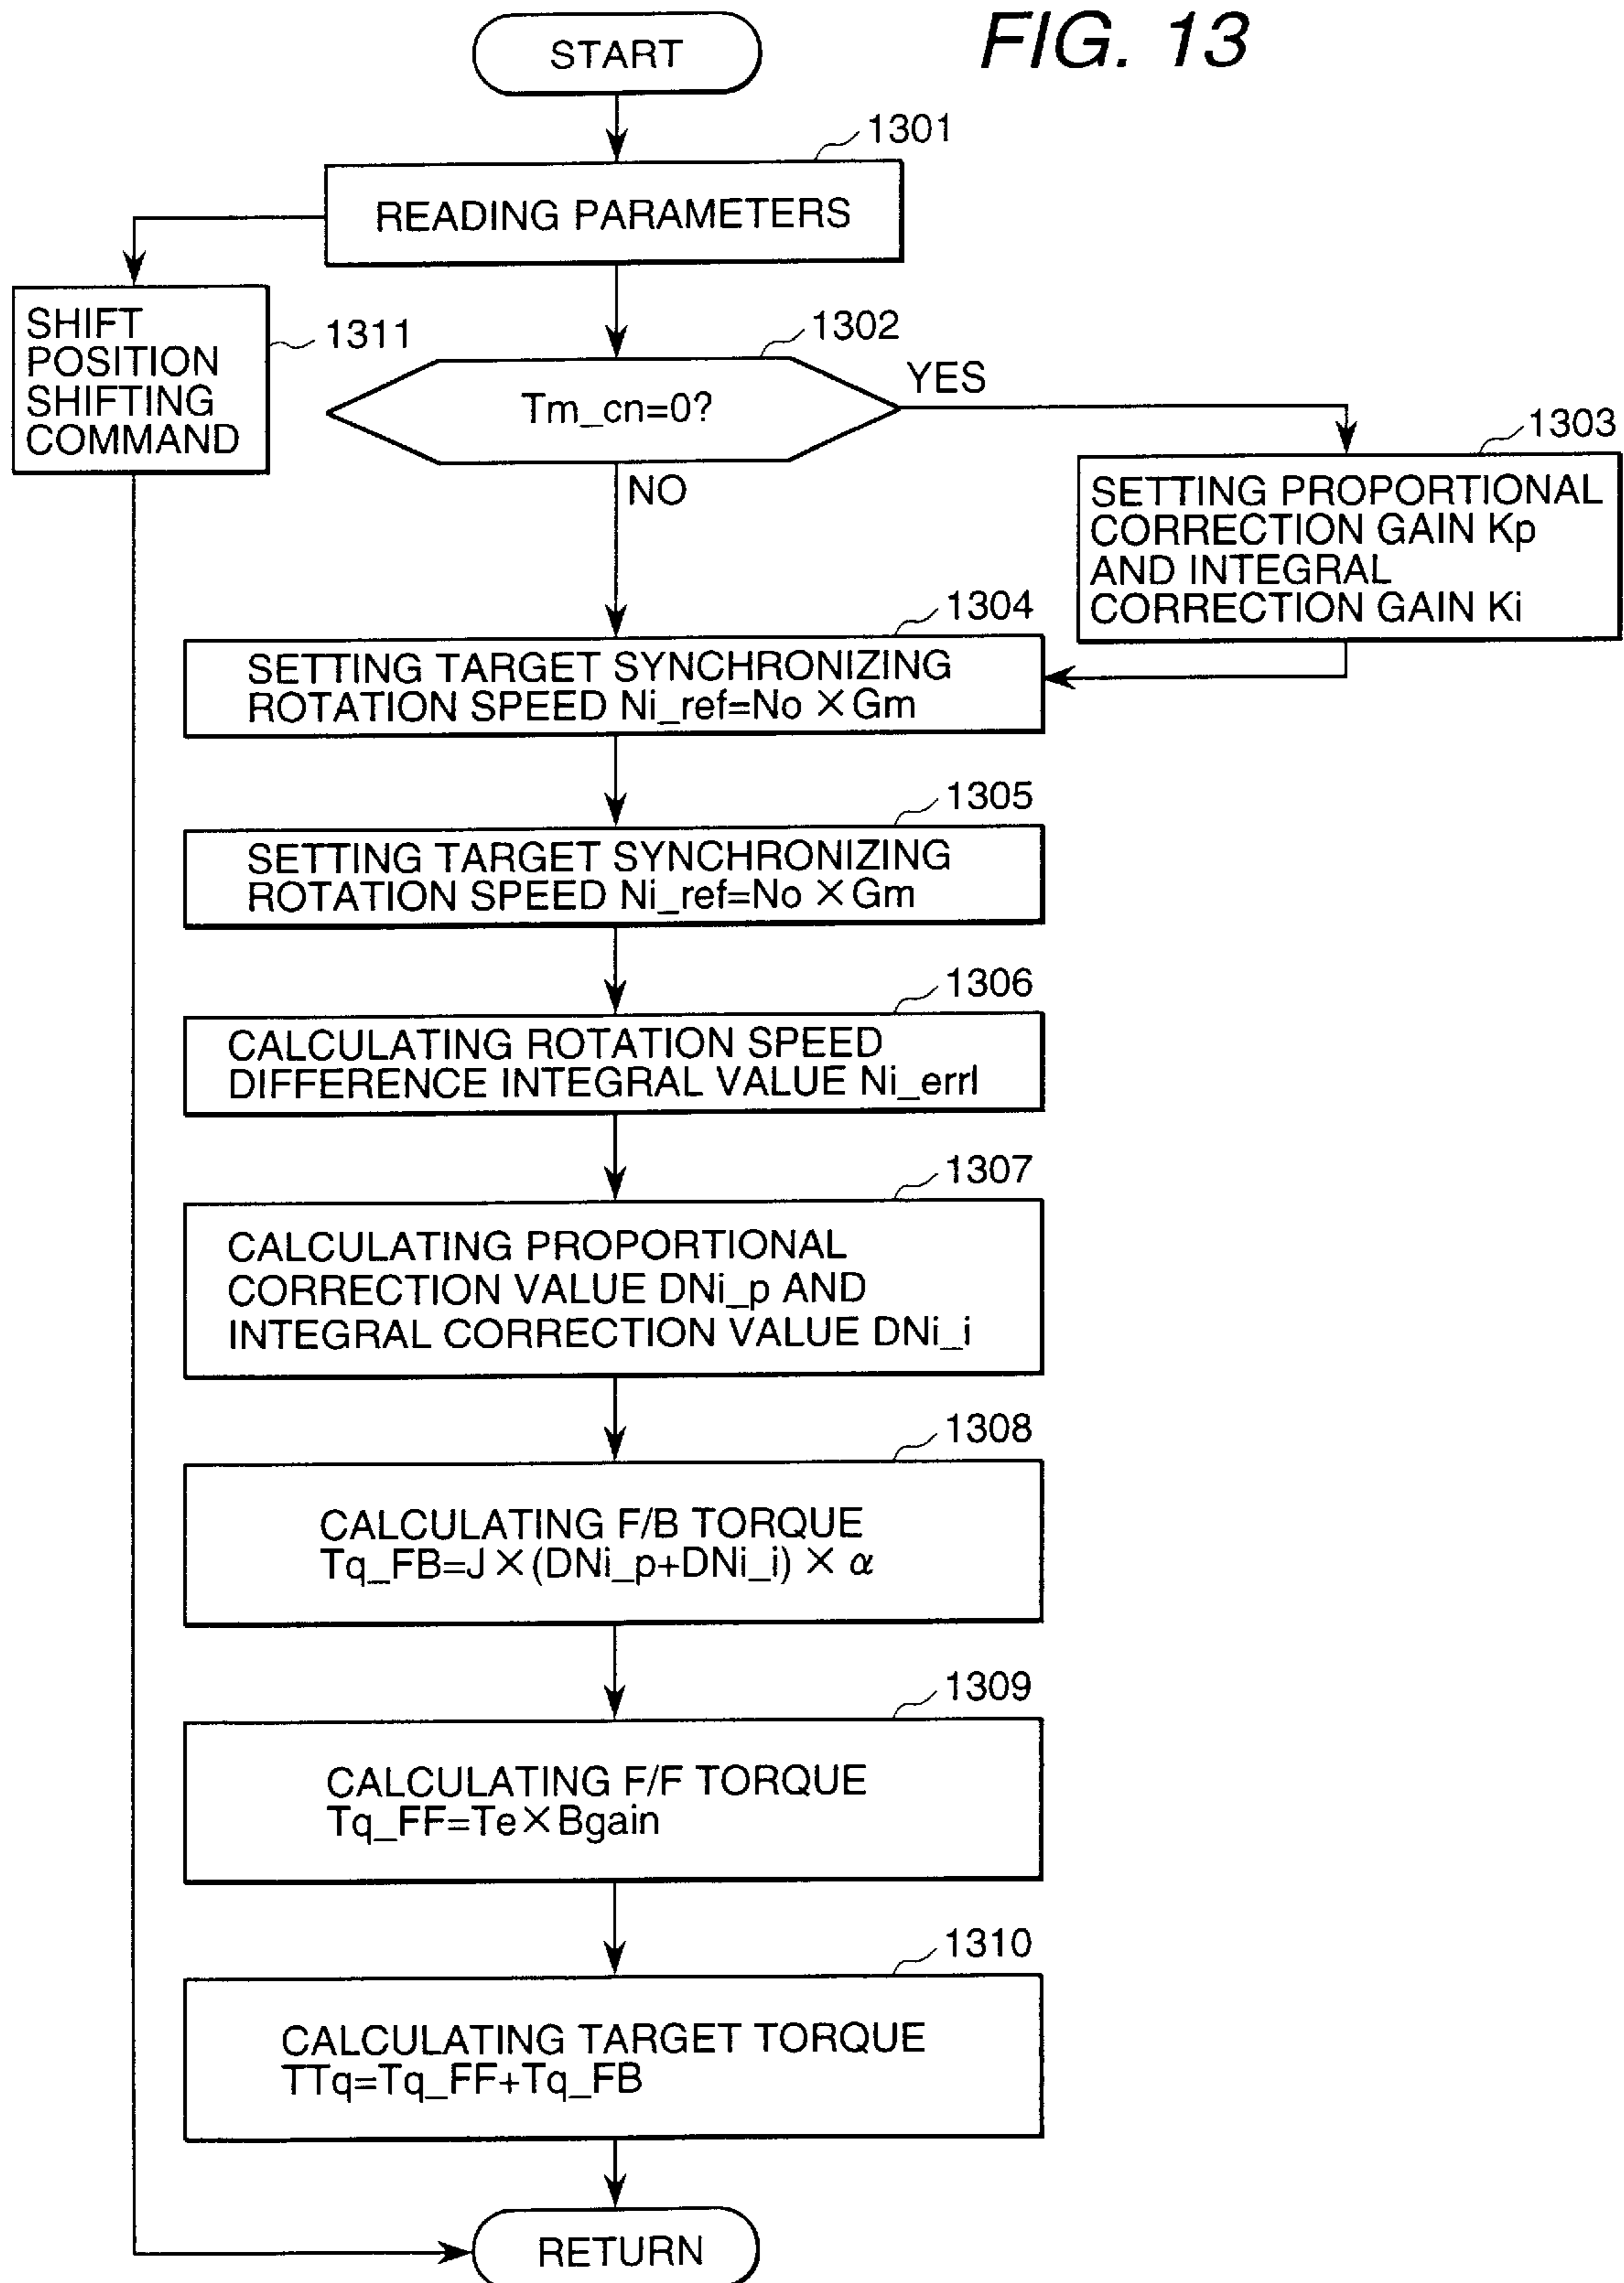 FIG. 13
START
1301
READING PARAMETERS
SHIFT
POSITION
SHIFTING
COMMAND
1311
1302
Tm_cn=0?
YES
NO
1303
SETTING PROPORTIONAL
CORRECTION GAIN Kp
AND INTEGRAL
CORRECTION GAIN Ki
1304
SETTING TARGET SYNCHRONIZING
ROTATION SPEED Ni_ref=No×Gm
1305
SETTING TARGET SYNCHRONIZING
ROTATION SPEED Ni_ref=No×Gm
1306
CALCULATING ROTATION SPEED
DIFFERENCE INTEGRAL VALUE Ni_errI
1307
CALCULATING PROPORTIONAL
CORRECTION VALUE DNi_p AND
INTEGRAL CORRECTION VALUE DNi_i
1308
CALCULATING F/B TORQUE
Tq_FB=J×(DNi_p+DNi_i)×α
1309
CALCULATING F/F TORQUE
Tq_FF=Te×Bgain
1310
CALCULATING TARGET TORQUE
TTq=Tq_FF+Tq_FB
RETURN